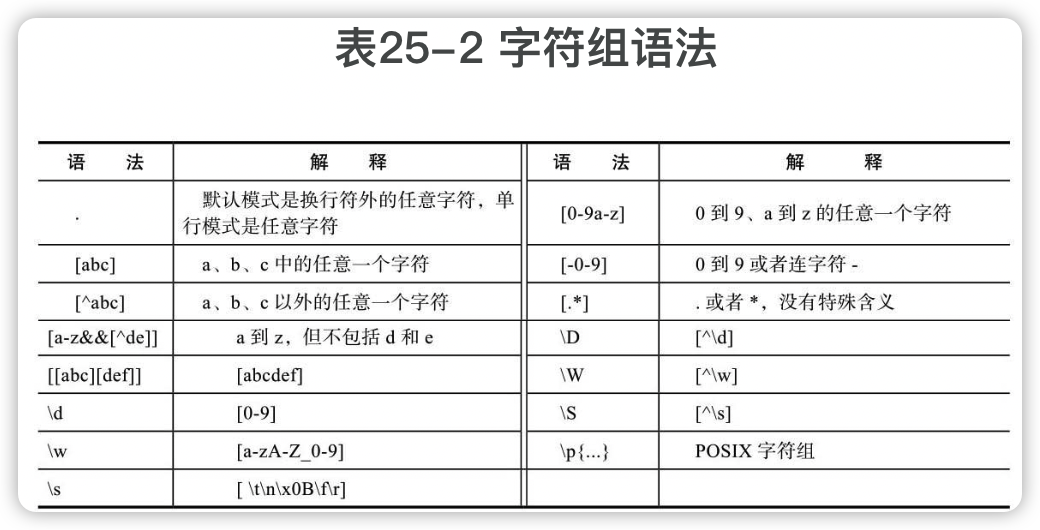 表25-2 字符组语法
语 法 解 释 语 法 解 释
. 默认模式是换行符外的任意字符，单 [0-9a-z] 0 到 9、a 到 z 的任意一个字符
行模式是任意字符
[abc] a、b、c 中的任意一个字符 [-0-9] 0 到 9 或者连字符 -
[^abc] a、b、c 以外的任意一个字符 [.*] . 或者 *，没有特殊含义
[a-z&&[^de]] a 到 z，但不包括 d 和 e \D [^\d]
[[abc][def]] [abcdef] \W [^\w]
\d [0-9] \S [^\s]
\w [a-zA-Z_0-9] \p{...} POSIX 字符组
\s [ \t\n\x0B\f\r]